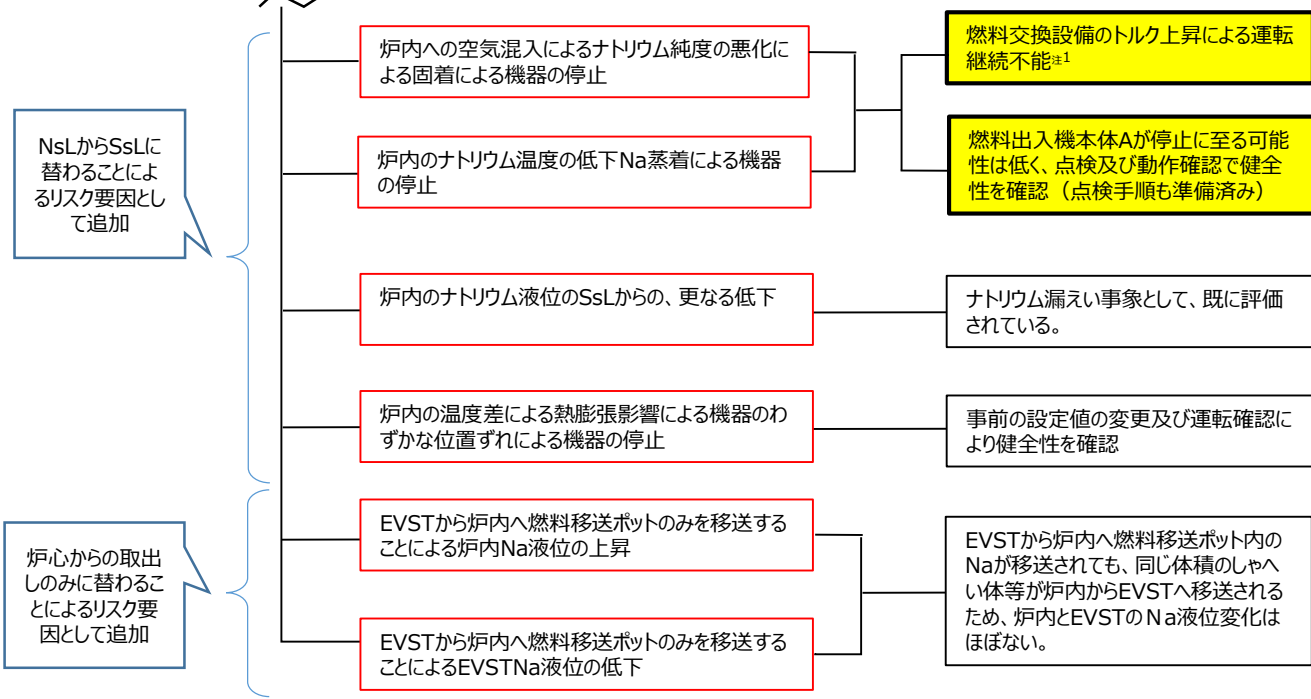 炉内への空気混入によるナトリウム純度の悪化に
よる固着による機器の停止
燃料交換設備のトルク上昇による運転
継続不能注1
NsLからSsLに
替わることによ
るリスク要因とし
て追加
炉内のナトリウム温度の低下Na蒸着による機器
の停止
燃料出入機本体Aが停止に至る可能
性は低く、点検及び動作確認で健全
性を確認（点検手順も準備済み）
炉内のナトリウム液位のSsLからの、更なる低下
ナトリウム漏えい事象として、既に評価
されている。
炉内の温度差による熱膨張影響による機器のわ
ずかな位置ずれによる機器の停止
事前の設定値の変更及び運転確認に
より健全性を確認
炉心からの取出
しのみに替わるこ
とによるリスク要
因として追加
EVSTから炉内へ燃料移送ポットのみを移送する
ことによる炉内Na液位の上昇
EVSTから炉内へ燃料移送ポット内の
Naが移送されても、同じ体積のしゃへ
い体等が炉内からEVSTへ移送される
ため、炉内とEVSTのＮa液位変化は
ほぼない。
EVSTから炉内へ燃料移送ポットのみを移送する
ことによるEVSTNa液位の低下